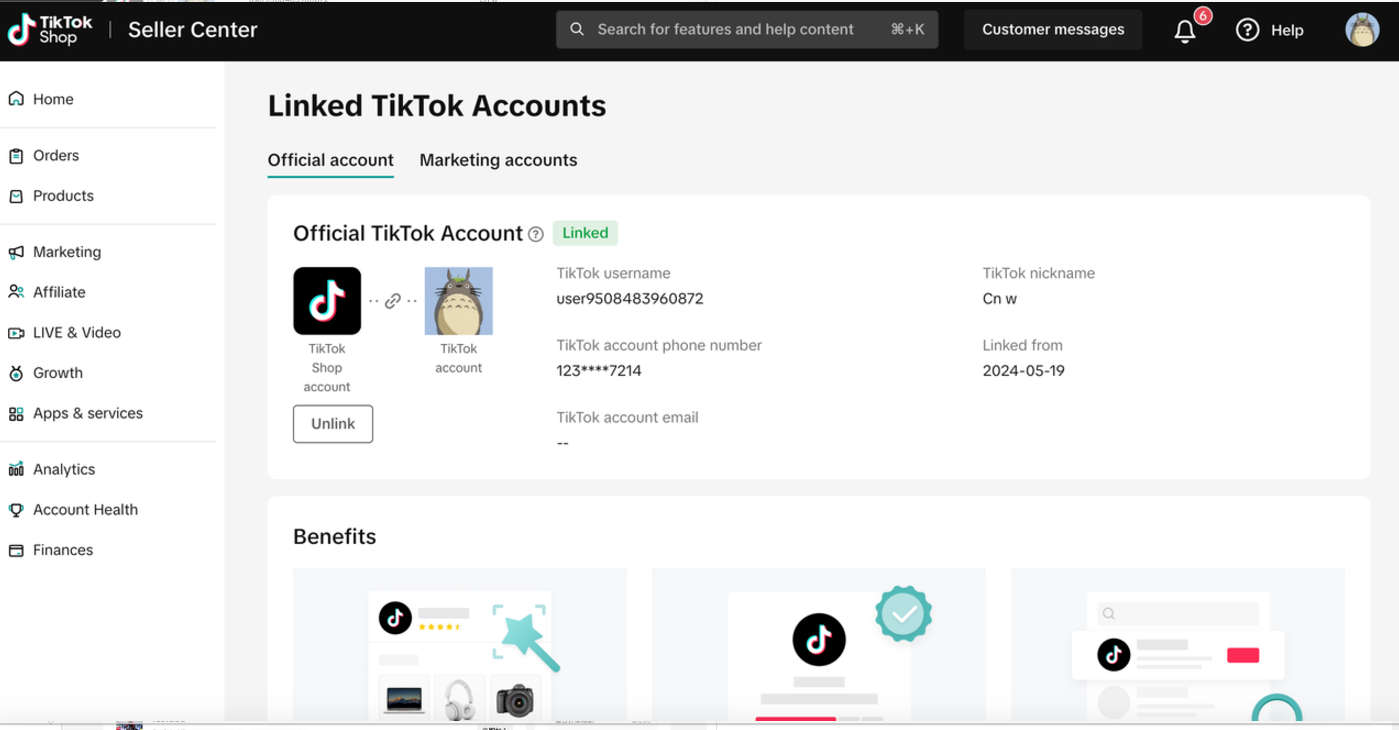 TikTok
Shop
Seller Center
Search for features and help content
⌘+K
Customer messages
6
Help
Home
Orders
Products
Marketing
Affiliate
LIVE & Video
Growth
Apps & services
Analytics
Account Health
Finances
Linked TikTok Accounts
Official account
Marketing accounts
Official TikTok Account
Linked
TikTok
Shop
account
TikTok
account
Unlink
TikTok username
user9508483960872
TikTok nickname
Cn w
TikTok account phone number
123****7214
Linked from
2024-05-19
TikTok account email
--
Benefits